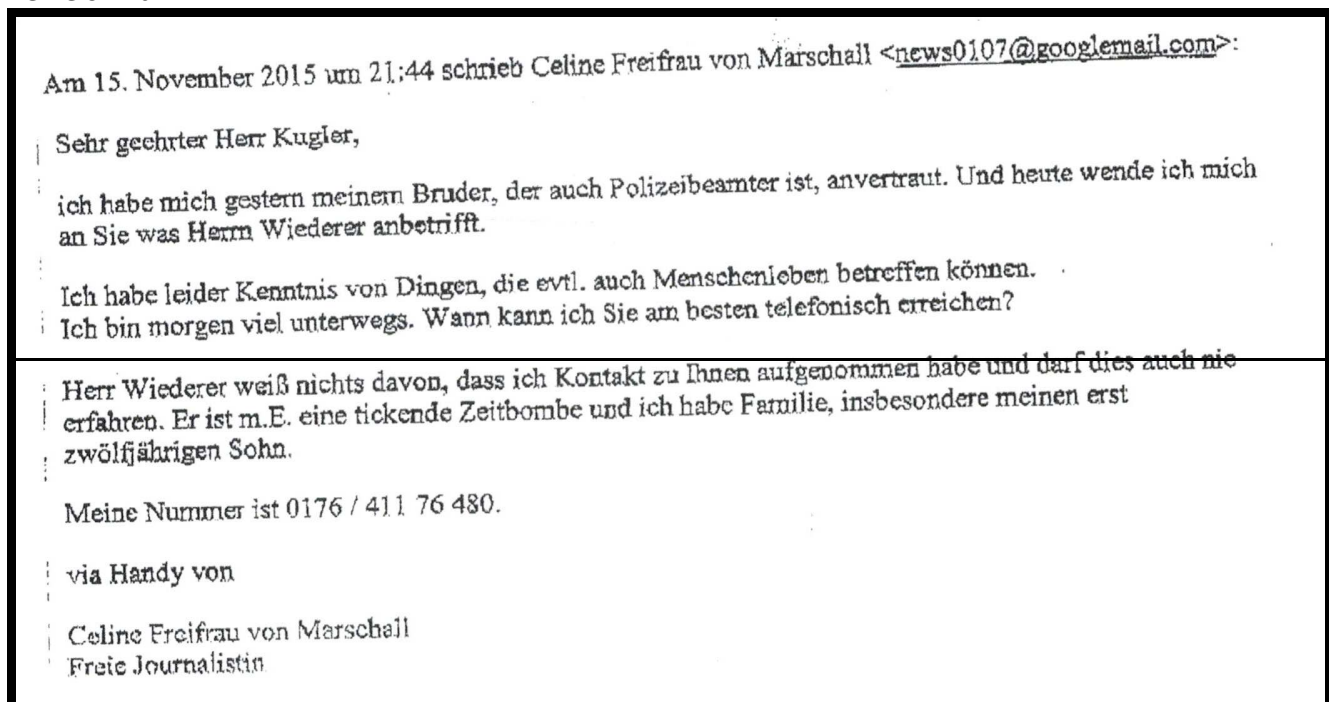 Am 15. November 2015 um 21:44 schrieb Celine Freifrau von Marschall <news0107@googlemail.com>:
Sehr geehrter Herr Kugler,
ich habe mich gestern meinem Bruder, der auch Polizeibeamter ist, anvertraut. Und heute wende ich mich
an Sie was Herrn Wiederer anbetrifft.
Ich habe leider Kenntnis von Dingen, die evtl. auch Menschenleben betreffen können.
Ich bin morgen viel unterwegs. Wann kann ich Sie am besten telefonisch erreichen?
Herr Wiederer weiß nichts davon, dass ich Kontakt zu Ihnen aufgenommen habe und darf dies auch nie
erfahren. Er ist m.E. eine tickende Zeitbombe und ich habe Familie, insbesondere meinen erst
zwölfjährigen Sohn.
Meine Nummer ist 0176 / 411 76 480.
via Handy von
Celine Freifrau von Marschall
Freie Journalistin